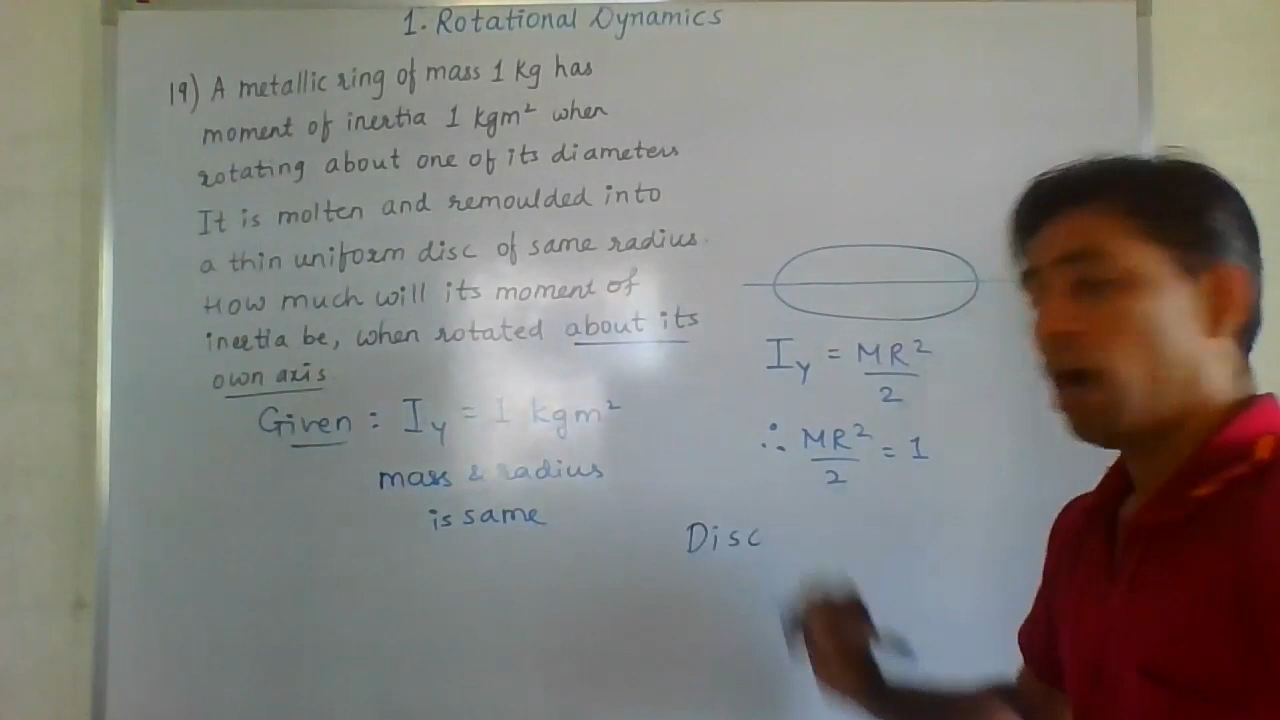 1. Rotational Dynamics
19) A metallic ring of mass 1 kg has
moment of inertia 1 kgm² when
rotating about one of its diameters
It is molten and remoulded into
a thin uniform disc of same radius.
How much will its moment of
inertia be, when rotated about its
own axis
Given : I_y = 1 kgm²
mass & radius
is same
I_y = MR²/2
∴ MR²/2 = 1
Disc